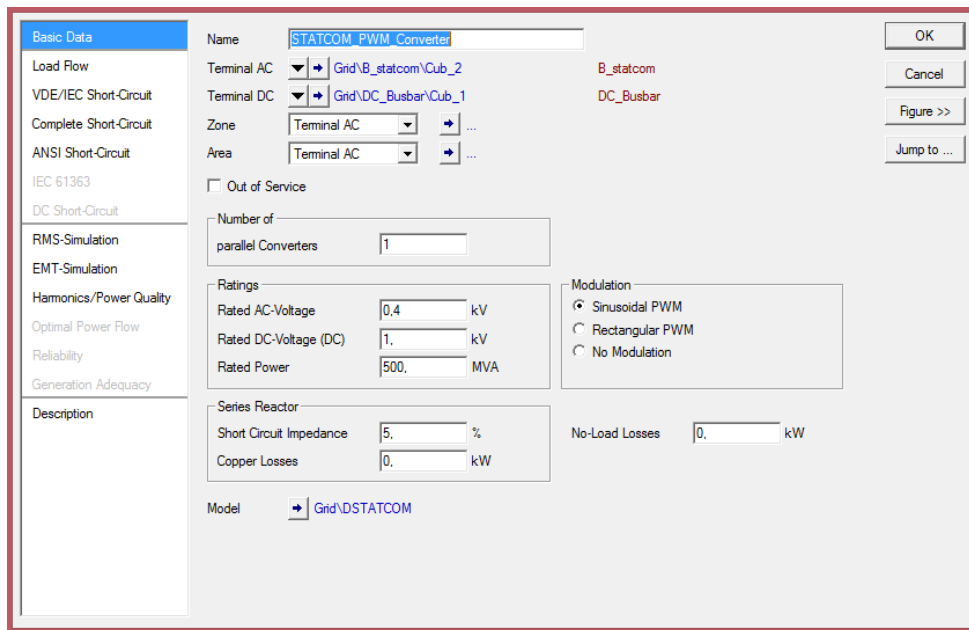 Basic Data
Load Flow
VDE/IEC Short-Circuit
Complete Short-Circuit
ANSI Short-Circuit
IEC 61363
DC Short-Circuit
RMS-Simulation
EMT-Simulation
Harmonics/Power Quality
Optimal Power Flow
Reliability
Generation Adequacy
Description
Name STATCOM_PWM_Converter
Terminal AC Grid\B_statcom\Cub_2 B_statcom
Terminal DC Grid\DC_Busbar\Cub_1 DC_Busbar
Zone Terminal AC ...
Area Terminal AC ...
Out of Service
Number of
parallel Converters 1
Ratings
Rated AC-Voltage 0,4 kV
Rated DC-Voltage (DC) 1, kV
Rated Power 500, MVA
Modulation
Sinusoidal PWM
Rectangular PWM
No Modulation
Series Reactor
Short Circuit Impedance 5, %
Copper Losses 0, kW
No-Load Losses 0, kW
Model Grid\DSTATCOM
OK
Cancel
Figure >>
Jump to ...